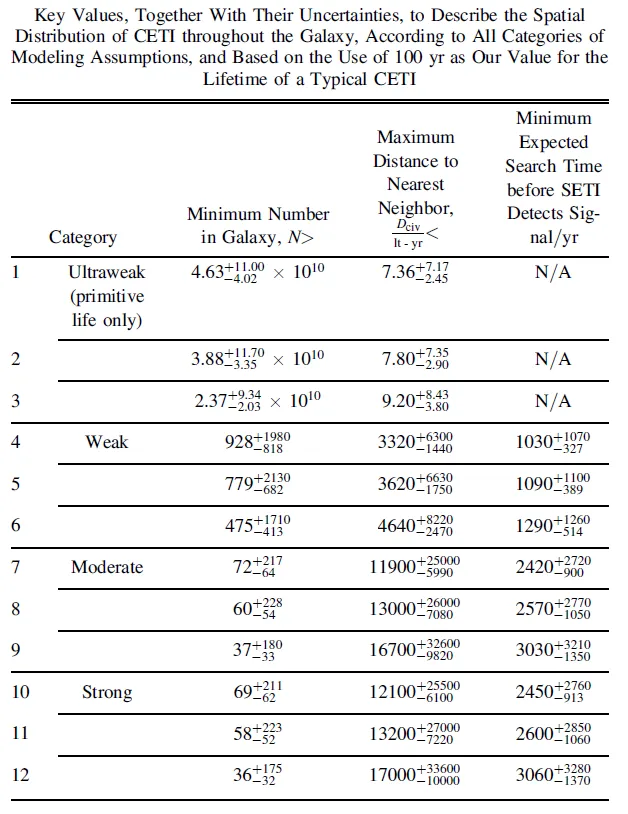 Key Values, Together With Their Uncertainties, to Describe the Spatial
Distribution of CETI throughout the Galaxy, According to All Categories of
Modeling Assumptions, and Based on the Use of 100 yr as Our Value for the
Lifetime of a Typical CETI
Category
Minimum Number
in Galaxy, N>
Maximum
Distance to
Nearest
Neighbor,
D_civ/lt - yr <
Minimum
Expected
Search Time
before SETI
Detects Sig-
nal/yr
1 Ultraweak 4.63^{+11.00}_{−4.02} × 10^{10} 7.36^{+7.17}_{−2.45} N/A
(primitive
life only)
2 3.88^{+11.70}_{−3.35} × 10^{10} 7.80^{+7.35}_{−2.90} N/A
3 2.37^{+9.34}_{−2.03} × 10^{10} 9.20^{+8.43}_{−3.80} N/A
4 Weak 928^{+1980}_{−818} 3320^{+6300}_{−1440} 1030^{+1070}_{−327}
5 779^{+2130}_{−682} 3620^{+6630}_{−1750} 1090^{+1100}_{−389}
6 475^{+1710}_{−413} 4640^{+8220}_{−2470} 1290^{+1260}_{−514}
7 Moderate 72^{+217}_{−64} 11900^{+25000}_{−5990} 2420^{+2720}_{−900}
8 60^{+228}_{−54} 13000^{+26000}_{−7080} 2570^{+2770}_{−1050}
9 37^{+180}_{−33} 16700^{+32600}_{−9820} 3030^{+3210}_{−1350}
10 Strong 69^{+211}_{−62} 12100^{+25500}_{−6100} 2450^{+2760}_{−913}
11 58^{+223}_{−52} 13200^{+27000}_{−7220} 2600^{+2850}_{−1060}
12 36^{+175}_{−32} 17000^{+33600}_{−10000} 3060^{+3280}_{−1370}